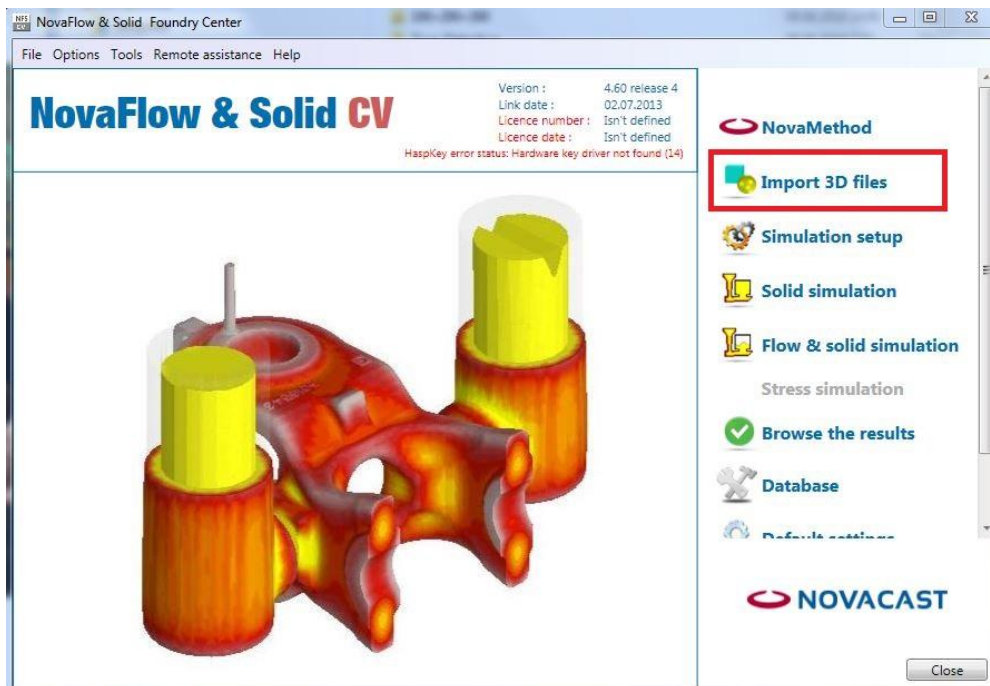 NovaFlow & Solid Foundry Center
File Options Tools Remote assistance Help
NovaFlow & Solid CV
Version : 4.60 release 4
Link date : 02.07.2013
Licence number : Isn't defined
Licence date : Isn't defined
HaspKey error status: Hardware key driver not found (14)
NovaMethod
Import 3D files
Simulation setup
Solid simulation
Flow & solid simulation
Stress simulation
Browse the results
Database
Default settings
NOVACAST
Close